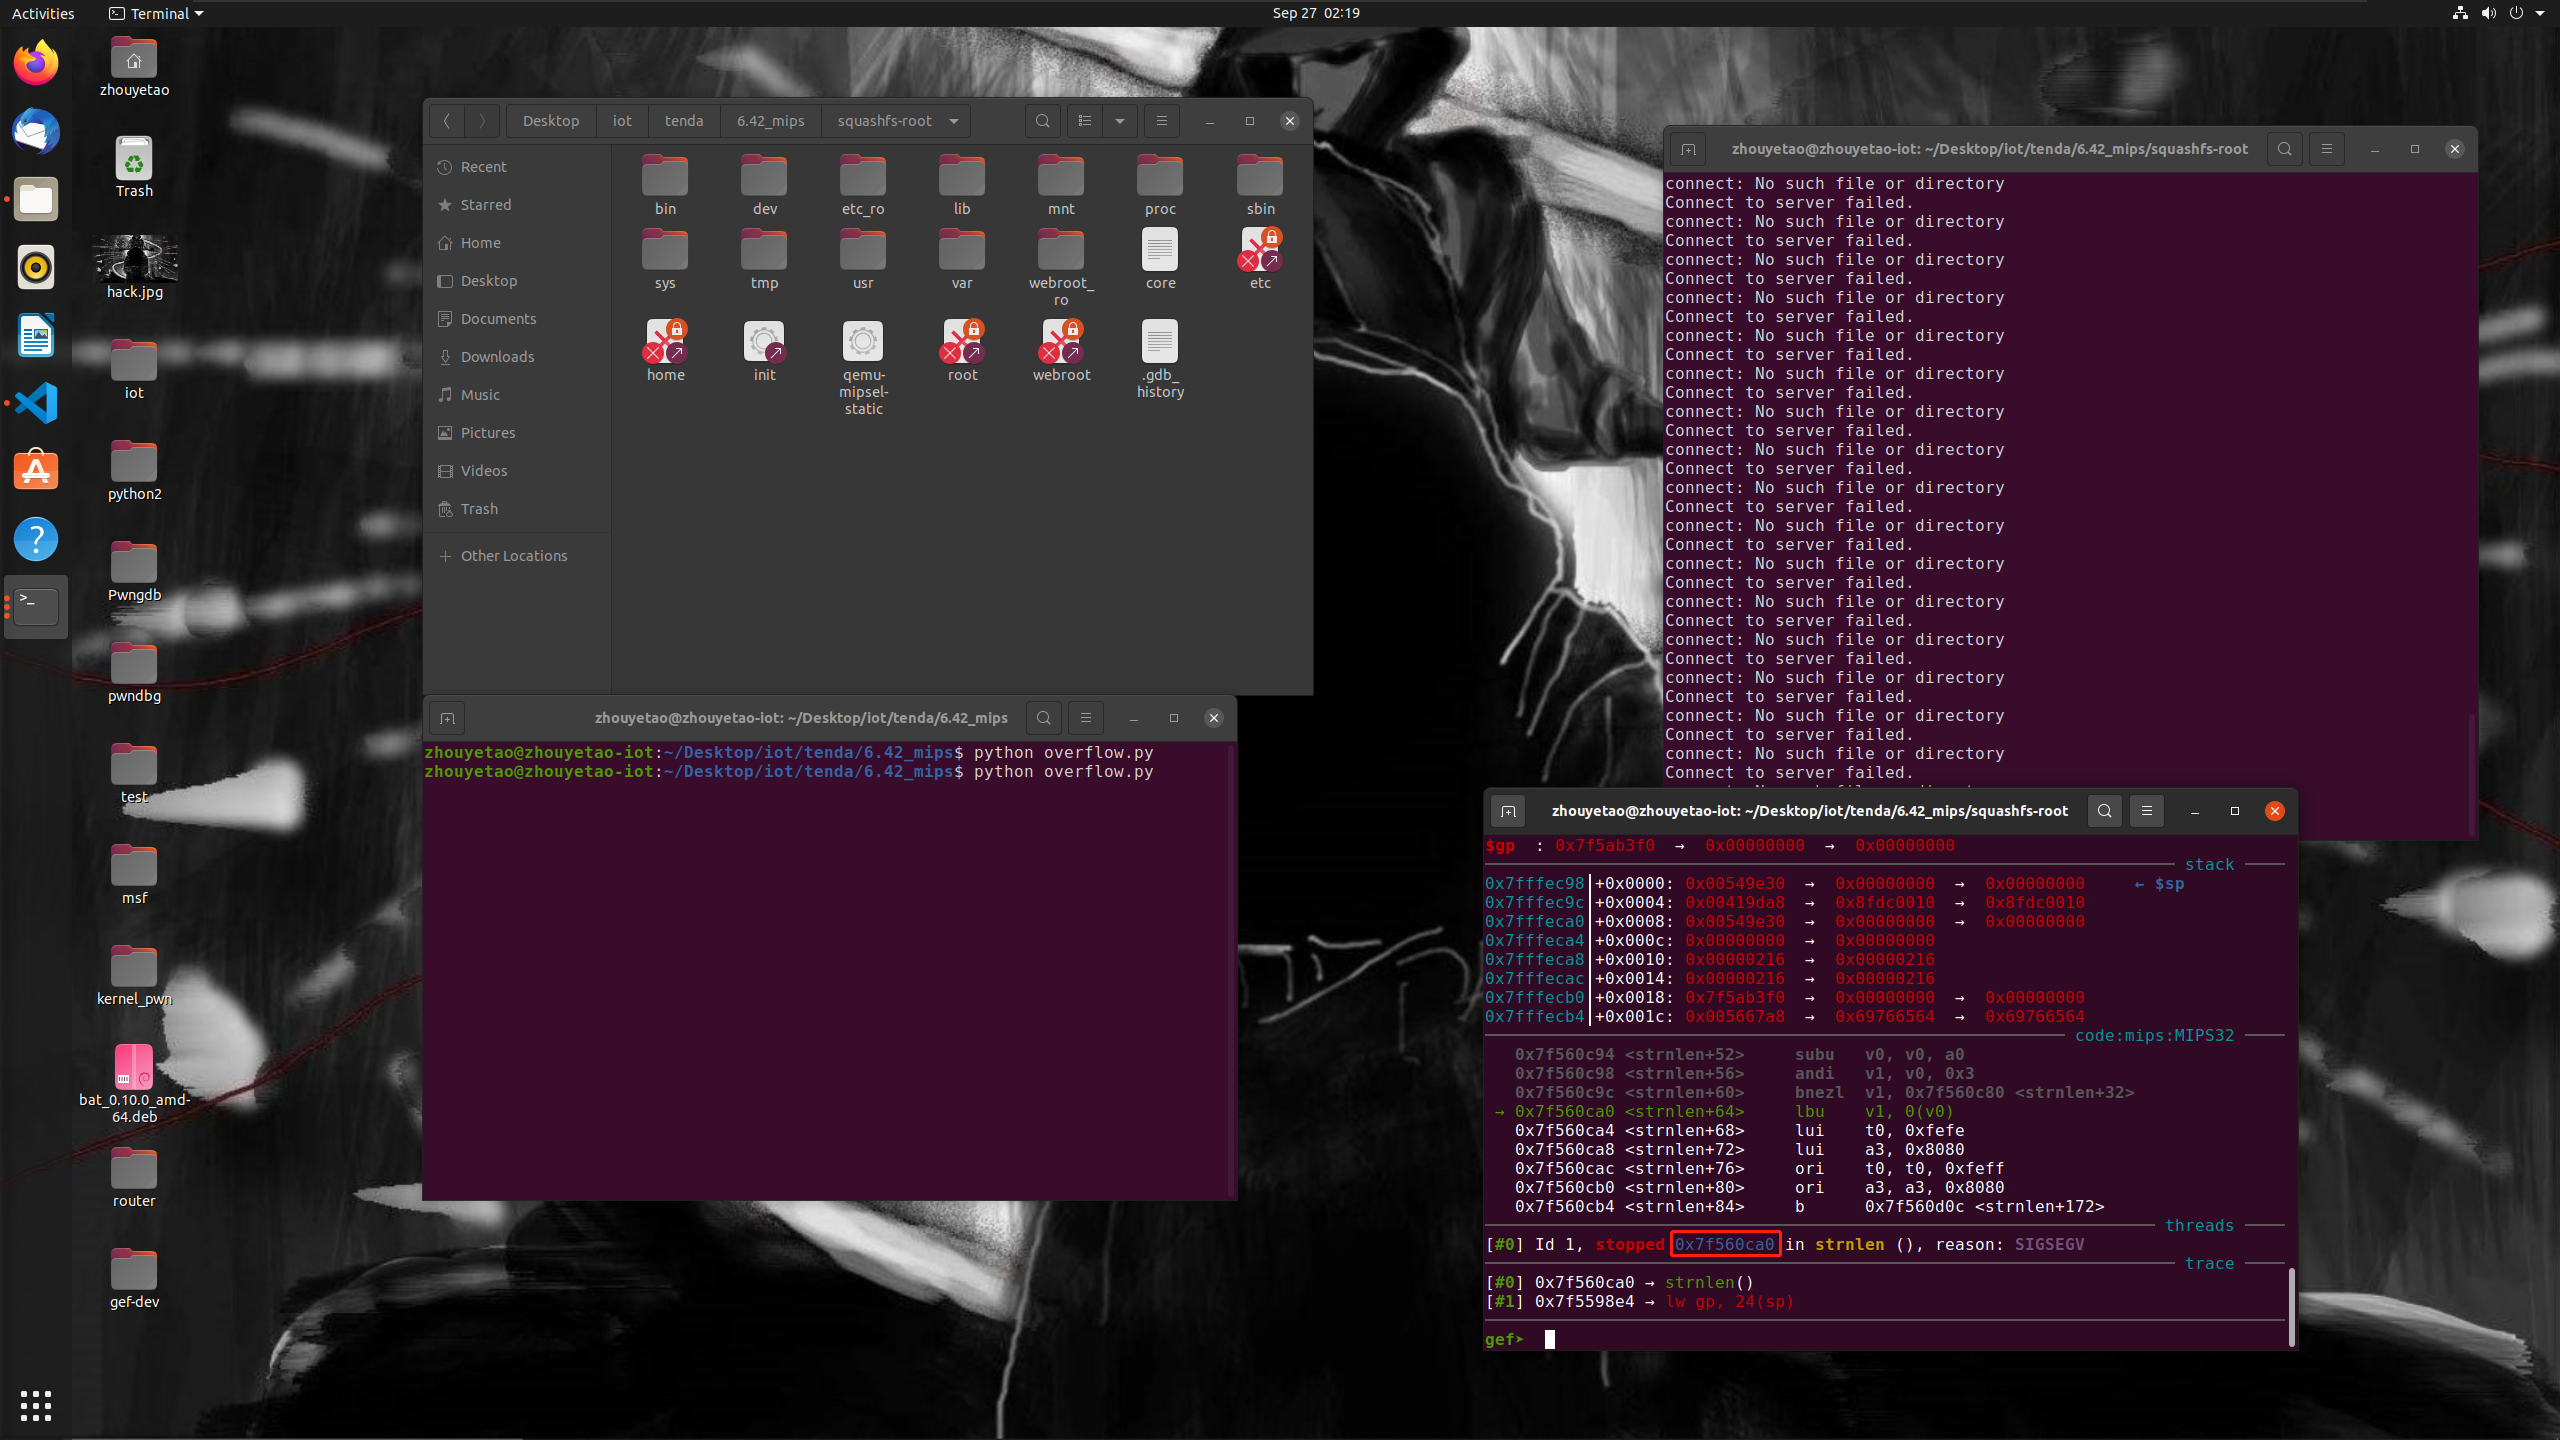 Activities
Terminal
Sep 27 02:19
zhouyetao
Trash
hack.jpg
iot
python2
Pwngdb
pwndbg
test
msf
kernel_pwn
bat_0.10.0_amd-
64.deb
router
gef-dev
Desktop
iot
tenda
6.42_mips
squashfs-root
Recent
Starred
Home
Desktop
Documents
Downloads
Music
Pictures
Videos
Trash
Other Locations
bin
dev
etc_ro
lib
mnt
proc
sbin
sys
tmp
usr
var
webroot_
ro
core
etc
home
init
qemu-
mipsel-
static
root
webroot
.gdb_
history
zhouyetao@zhouyetao-iot: ~/Desktop/iot/tenda/6.42_mips
zhouyetao@zhouyetao-iot:~/Desktop/iot/tenda/6.42_mips$ python overflow.py
zhouyetao@zhouyetao-iot:~/Desktop/iot/tenda/6.42_mips$ python overflow.py
zhouyetao@zhouyetao-iot: ~/Desktop/iot/tenda/6.42_mips/squashfs-root
connect: No such file or directory
Connect to server failed.
connect: No such file or directory
Connect to server failed.
connect: No such file or directory
Connect to server failed.
connect: No such file or directory
Connect to server failed.
connect: No such file or directory
Connect to server failed.
connect: No such file or directory
Connect to server failed.
connect: No such file or directory
Connect to server failed.
connect: No such file or directory
Connect to server failed.
connect: No such file or directory
Connect to server failed.
connect: No such file or directory
Connect to server failed.
connect: No such file or directory
Connect to server failed.
connect: No such file or directory
Connect to server failed.
connect: No such file or directory
Connect to server failed.
connect: No such file or directory
Connect to server failed.
connect: No such file or directory
Connect to server failed.
connect: No such file or directory
Connect to server failed.
zhouyetao@zhouyetao-iot: ~/Desktop/iot/tenda/6.42_mips/squashfs-root
$gp : 0x7f5ab3f0 → 0x00000000 → 0x00000000
stack
0x7fffec98│+0x0000: 0x00549e30 → 0x00000000 → 0x00000000 ← $sp
0x7fffec9c│+0x0004: 0x00419da8 → 0x8fdc0010 → 0x8fdc0010
0x7fffeca0│+0x0008: 0x00549e30 → 0x00000000 → 0x00000000
0x7fffeca4│+0x000c: 0x00000000 → 0x00000000
0x7fffeca8│+0x0010: 0x00000216 → 0x00000216
0x7fffecac│+0x0014: 0x00000216 → 0x00000216
0x7fffecb0│+0x0018: 0x7f5ab3f0 → 0x00000000 → 0x00000000
0x7fffecb4│+0x001c: 0x005667a8 → 0x69766564 → 0x69766564
code:mips:MIPS32
0x7f560c94 <strnlen+52> subu v0, v0, a0
0x7f560c98 <strnlen+56> andi v1, v0, 0x3
0x7f560c9c <strnlen+60> bnezl v1, 0x7f560c80 <strnlen+32>
→ 0x7f560ca0 <strnlen+64> lbu v1, 0(v0)
0x7f560ca4 <strnlen+68> lui t0, 0xfefe
0x7f560ca8 <strnlen+72> lui a3, 0x8080
0x7f560cac <strnlen+76> ori t0, t0, 0xfeff
0x7f560cb0 <strnlen+80> ori a3, a3, 0x8080
0x7f560cb4 <strnlen+84> b 0x7f560d0c <strnlen+172>
threads
[#0] Id 1, stopped 0x7f560ca0 in strnlen (), reason: SIGSEGV
trace
[#0] 0x7f560ca0 → strnlen()
[#1] 0x7f5598e4 → lw gp, 24(sp)
gef➤